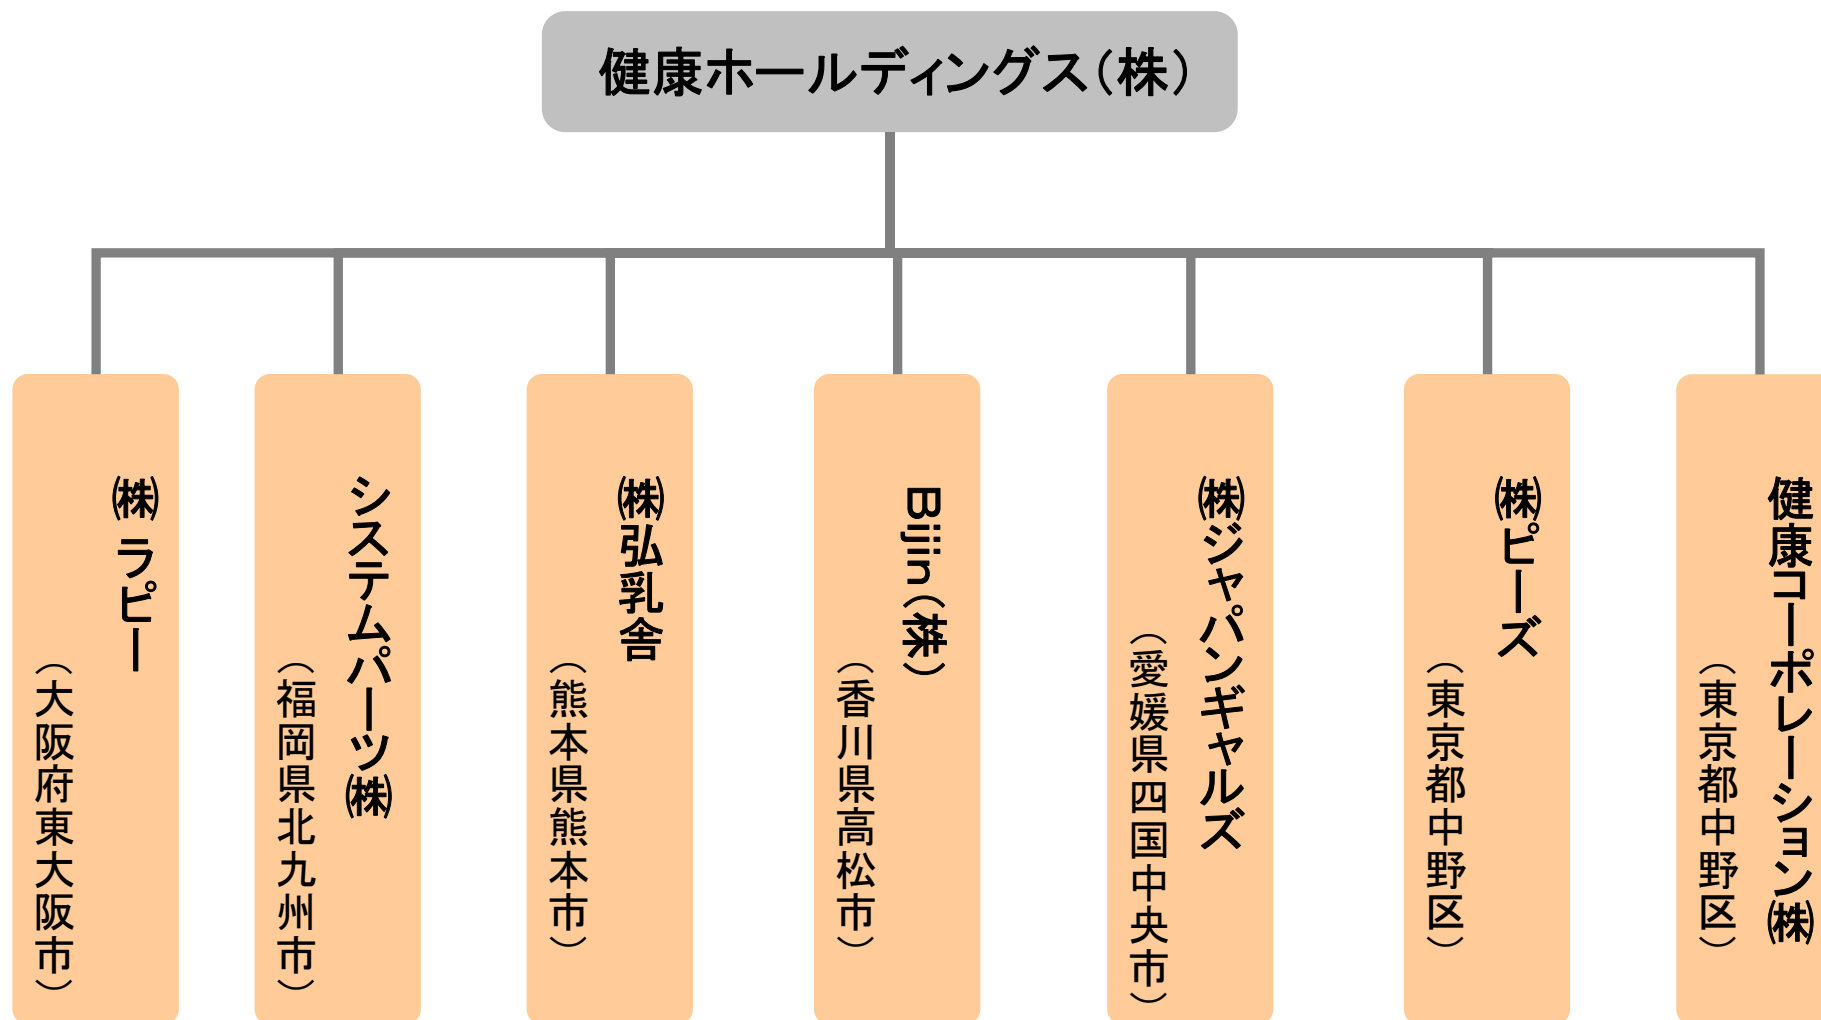 健康ホールディングス（株）
㈱ ラピー
（大阪府東大阪市）
システムパーツ㈱
（福岡県北九州市）
㈱弘乳舎
（熊本県熊本市）
Bijin（株）
（香川県高松市）
㈱ジャパンギャルズ
（愛媛県四国中央市）
㈱ピーズ
（東京都中野区）
健康コーポレーション㈱
（東京都中野区）